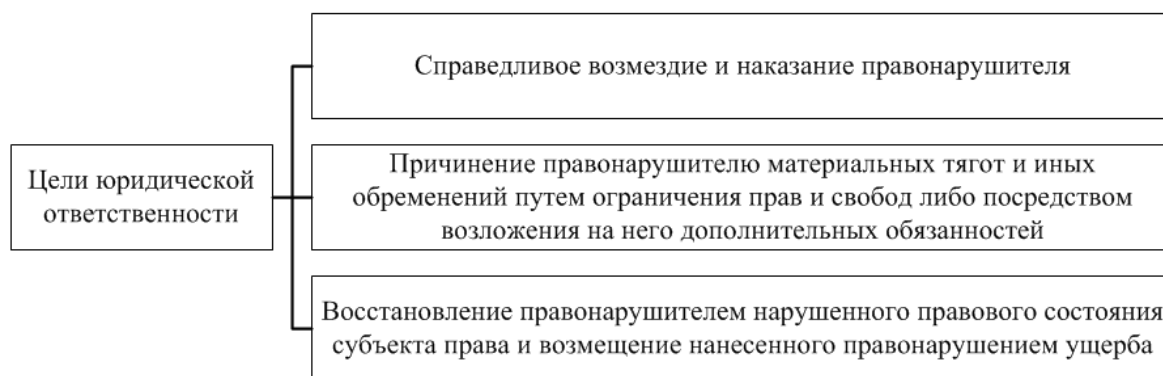 Справедливое возмездие и наказание правонарушителя
Цели юридической
ответственности
Причинение правонарушителю материальных тягот и иных
обременений путем ограничения прав и свобод либо посредством
возложения на него дополнительных обязанностей
Восстановление правонарушителем нарушенного правового состояния
субъекта права и возмещение нанесенного правонарушением ущерба